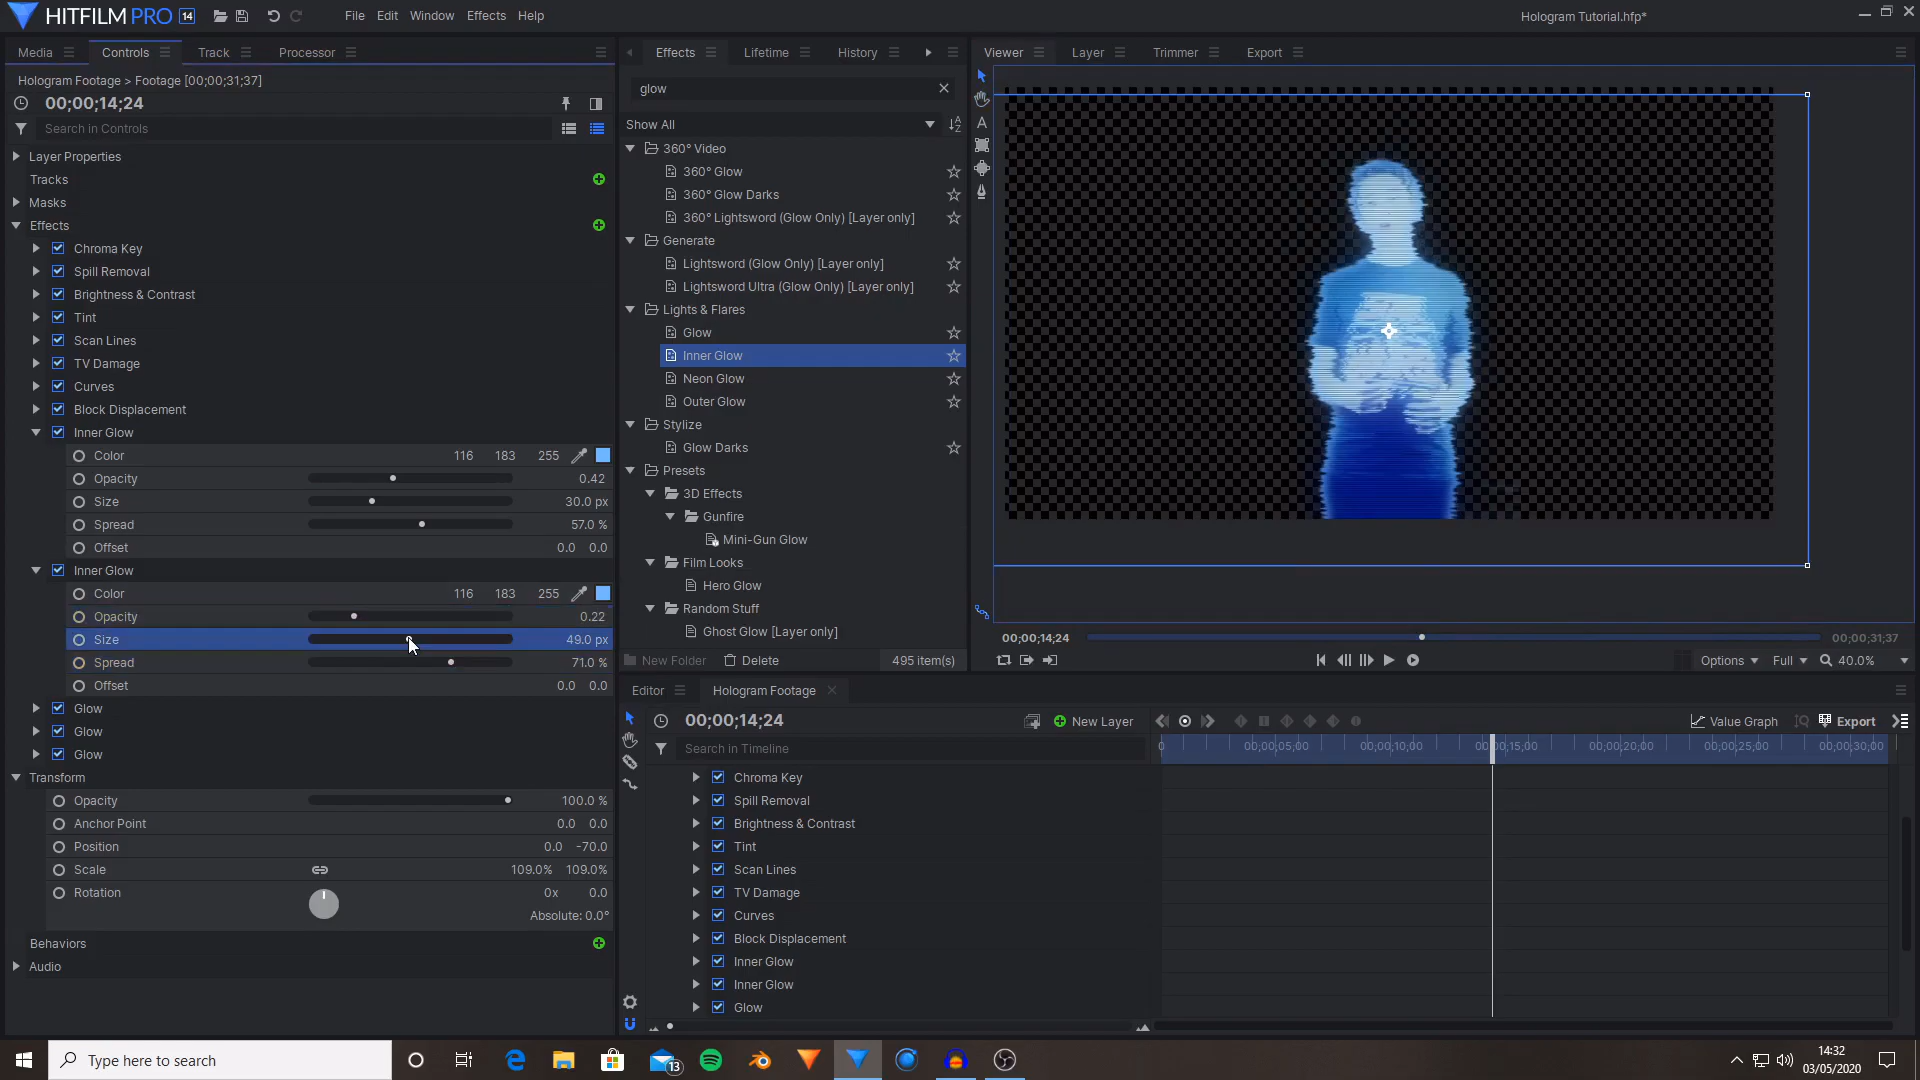 HITFILM PRO 14
File Edit Window Effects Help
Hologram Tutorial.hfp*
Media Controls Track Processor
Hologram Footage > Footage [00;00;31;37]
00;00;14;24
Search in Controls
Layer Properties
Tracks
Masks
Effects
Chroma Key
Spill Removal
Brightness & Contrast
Tint
Scan Lines
TV Damage
Curves
Block Displacement
Inner Glow
Color 116 183 255
Opacity 0.42
Size 30.0 px
Spread 57.0 %
Offset 0.0 0.0
Inner Glow
Color 116 183 255
Opacity 0.22
Size 49.0 px
Spread 71.0 %
Offset 0.0 0.0
Glow
Glow
Glow
Transform
Opacity 100.0 %
Anchor Point 0.0 0.0
Position 0.0 -70.0
Scale 109.0% 109.0%
Rotation 0x 0.0
Absolute: 0.0°
Behaviors
Audio
Effects Lifetime History
glow
Show All
360° Video
360° Glow
360° Glow Darks
360° Lightsword (Glow Only) [Layer only]
Generate
Lightsword (Glow Only) [Layer only]
Lightsword Ultra (Glow Only) [Layer only]
Lights & Flares
Glow
Inner Glow
Neon Glow
Outer Glow
Stylize
Glow Darks
Presets
3D Effects
Gunfire
Mini-Gun Glow
Film Looks
Hero Glow
Random Stuff
Ghost Glow [Layer only]
New Folder Delete 495 item(s)
Viewer Layer Trimmer Export
00;00;14;24 00;00;31;37
Options Full 40.0%
Editor Hologram Footage
00;00;14;24 New Layer Value Graph Export
Search in Timeline
0 00;00;05;00 00;00;10;00 00;00;15;00 00;00;20;00 00;00;25;00 00;00;30;00
Chroma Key
Spill Removal
Brightness & Contrast
Tint
Scan Lines
TV Damage
Curves
Block Displacement
Inner Glow
Inner Glow
Glow
Type here to search
13
14:32
03/05/2020